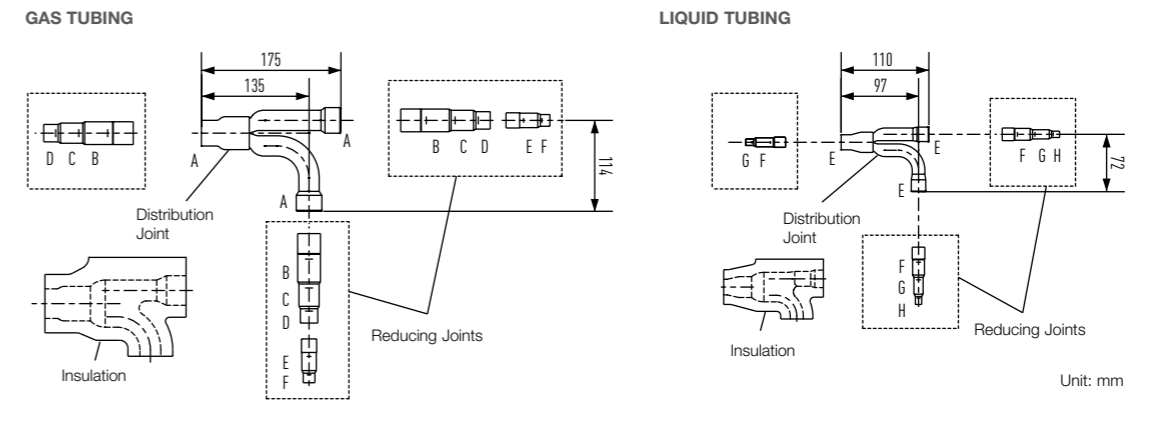 GAS TUBING
175
135
D C B
A
A
B C D
E F
114
A
Distribution
Joint
B
C
D
E
F
Reducing Joints
Insulation
LIQUID TUBING
110
97
G F
E
E
F G H
72
E
Distribution
Joint
F
G
H
Reducing Joints
Insulation
Unit: mm